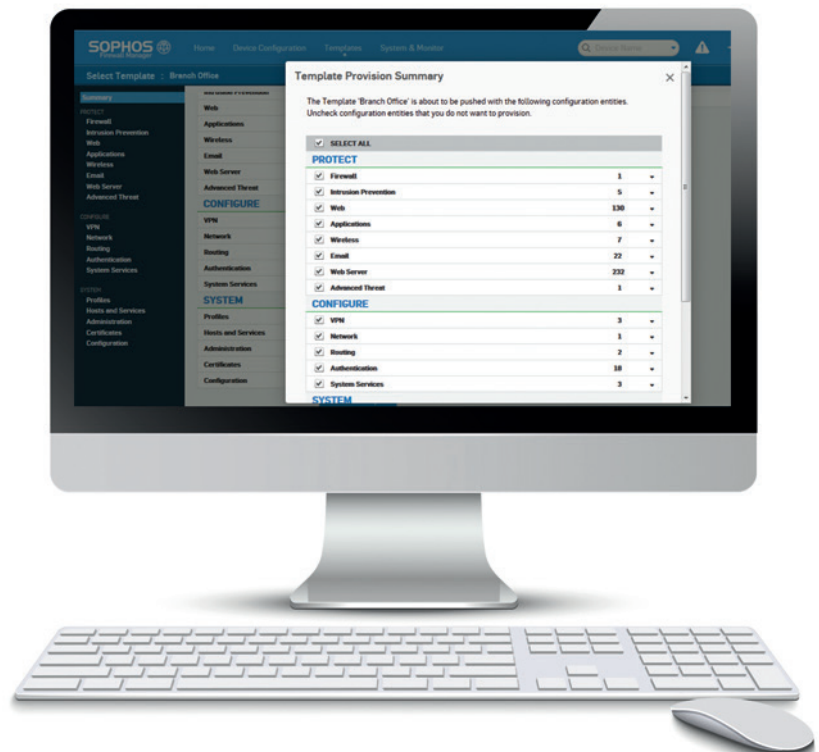 SOPHOS
Firewall Manager
Home Device Configuration Templates System & Monitor
Device Name
Select Template : Branch Office
Summary
PROTECT
Firewall
Intrusion Prevention
Web
Applications
Wireless
Email
Web Server
Advanced Threat
CONFIGURE
VPN
Network
Routing
Authentication
System Services
SYSTEM
Profiles
Hosts and Services
Administration
Certificates
Configuration
Intrusion Prevention
Web
Applications
Wireless
Email
Web Server
Advanced Threat
CONFIGURE
VPN
Network
Routing
Authentication
System Services
SYSTEM
Profiles
Hosts and Services
Administration
Certificates
Configuration
Template Provision Summary
The Template 'Branch Office' is about to be pushed with the following configuration entities.
Uncheck configuration entities that you do not want to provision.
SELECT ALL
PROTECT
Firewall 1
Intrusion Prevention 5
Web 130
Applications 6
Wireless 7
Email 22
Web Server 232
Advanced Threat 1
CONFIGURE
VPN 3
Network 1
Routing 2
Authentication 18
System Services 3
SYSTEM